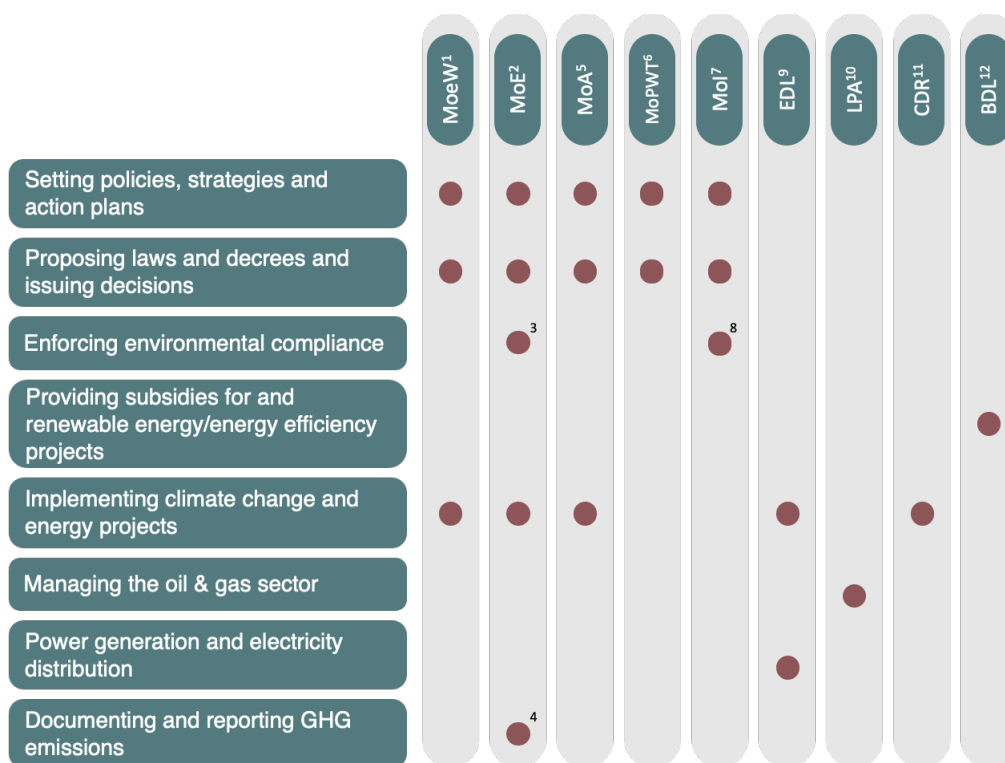 MoeW1
MoE2
MoA5
MoPWT6
MoI7
EDL9
LPA10
CDR11
BDL12
Setting policies, strategies and
action plans
Proposing laws and decrees and
issuing decisions
Enforcing environmental compliance
3
8
Providing subsidies for and
renewable energy/energy efficiency
projects
Implementing climate change and
energy projects
Managing the oil & gas sector
Power generation and electricity
distribution
Documenting and reporting GHG
emissions
4